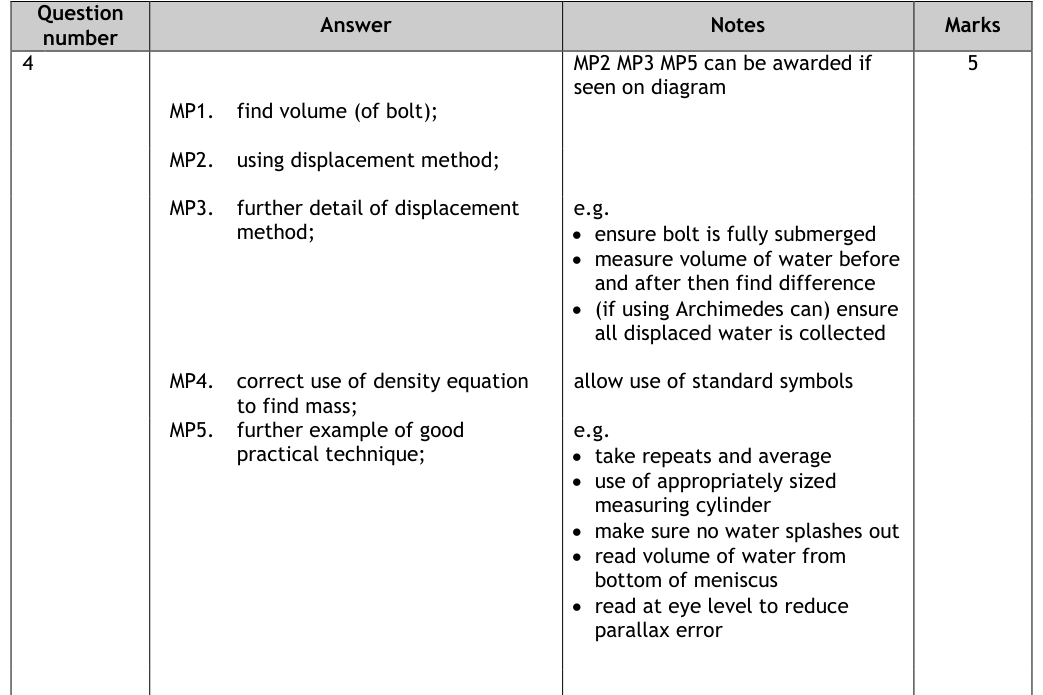 Question number
Answer
Notes
Marks
4
MP2 MP3 MP5 can be awarded if
seen on diagram
5
MP1. find volume (of bolt);
MP2. using displacement method;
MP3. further detail of displacement
method;
e.g.
• ensure bolt is fully submerged
• measure volume of water before
and after then find difference
• (if using Archimedes can) ensure
all displaced water is collected
MP4. correct use of density equation
to find mass;
allow use of standard symbols
MP5. further example of good
practical technique;
e.g.
• take repeats and average
• use of appropriately sized
measuring cylinder
• make sure no water splashes out
• read volume of water from
bottom of meniscus
• read at eye level to reduce
parallax error